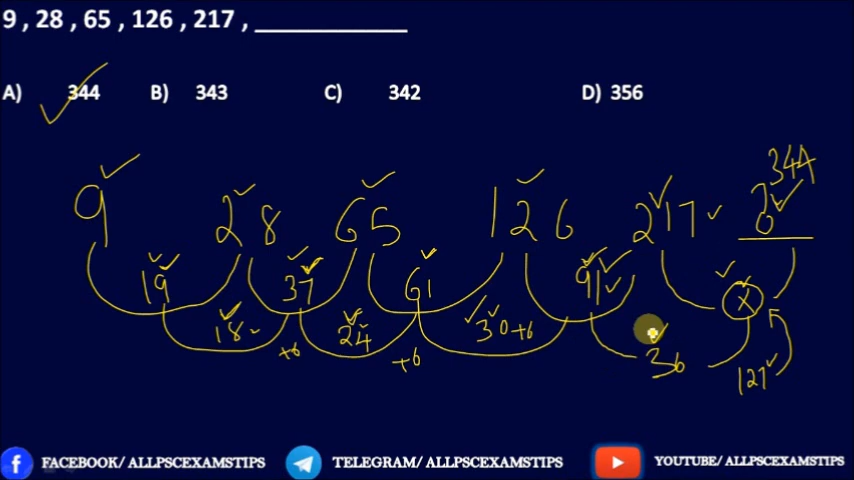 9 , 28 , 65 , 126 , 217 , ____________
A) 344 B) 343 C) 342 D) 356
344
9 28 65 126 217
19 37 61 91 x
18 24 30+6 36 127
+6 +6
FACEBOOK/ ALLPSCEXAMSTIPS TELEGRAM/ ALLPSCEXAMSTIPS YOUTUBE/ ALLPSCEXAMSTIPS